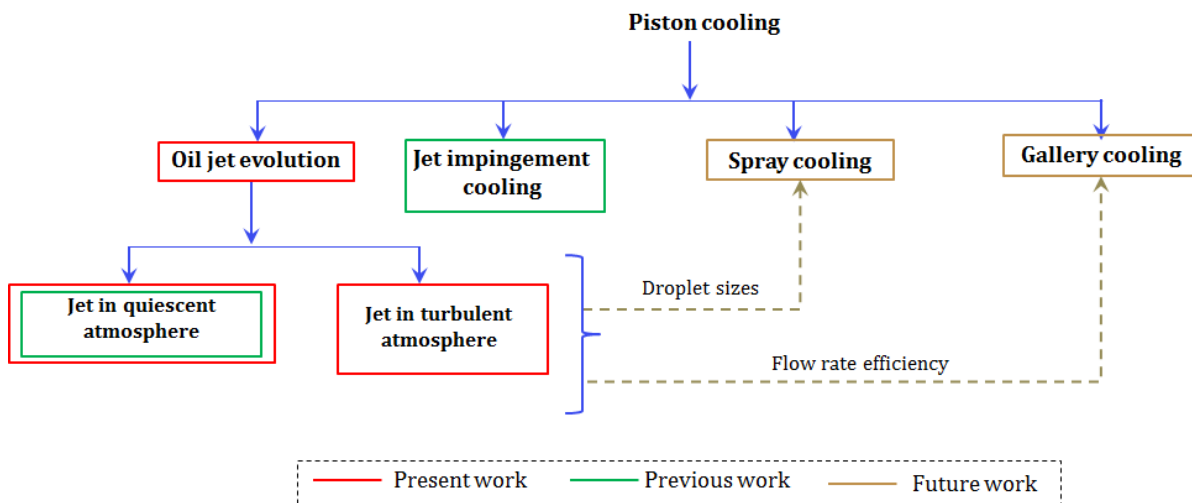 Piston cooling
Oil jet evolution
Jet impingement
cooling
Spray cooling
Gallery cooling
Jet in quiescent
atmosphere
Jet in turbulent
atmosphere
Droplet sizes
Flow rate efficiency
Present work
Previous work
Future work